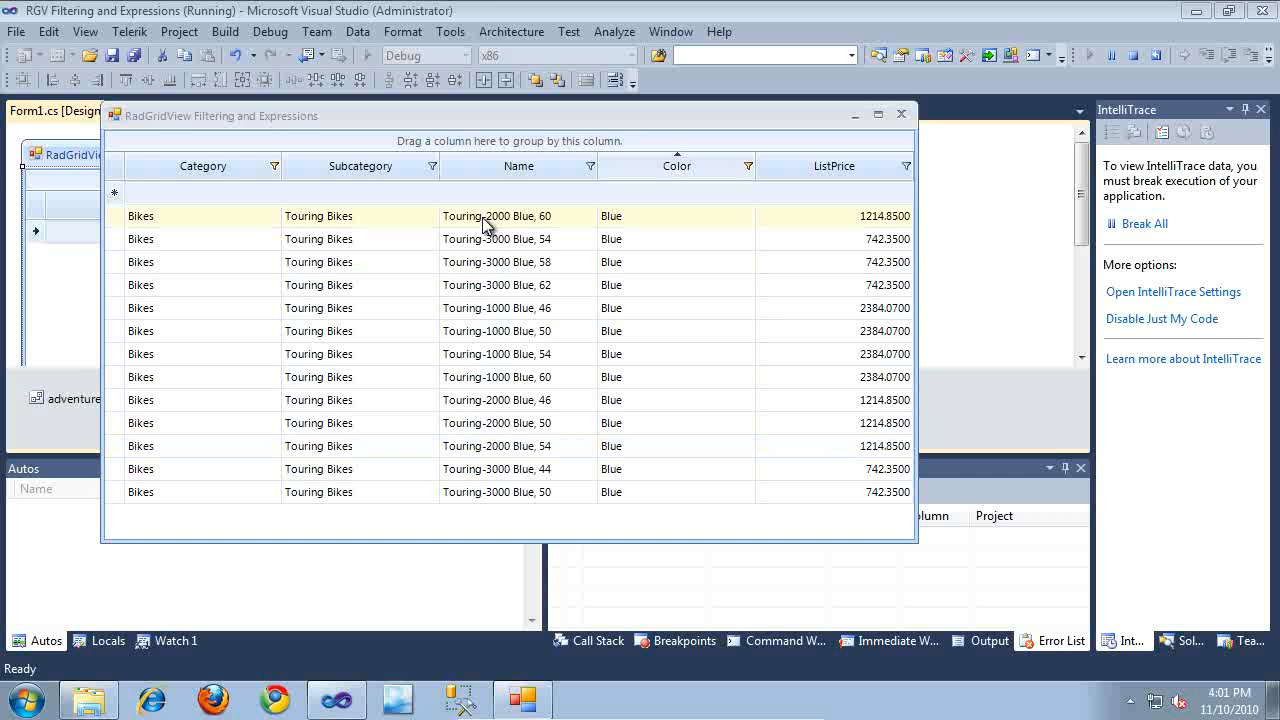 RGV Filtering and Expressions (Running) - Microsoft Visual Studio (Administrator)
File Edit View Telerik Project Build Debug Team Data Format Tools Architecture Test Analyze Window Help
Debug x86
Form1.cs [Design
RadGridView Filtering and Expressions
IntelliTrace
RadGridVie
Drag a column here to group by this column.
Category Subcategory Name Color ListPrice
Bikes Touring Bikes Touring-2000 Blue, 60 Blue 1214.8500
Bikes Touring Bikes Touring-3000 Blue, 54 Blue 742.3500
Bikes Touring Bikes Touring-3000 Blue, 58 Blue 742.3500
Bikes Touring Bikes Touring-3000 Blue, 62 Blue 742.3500
Bikes Touring Bikes Touring-1000 Blue, 46 Blue 2384.0700
Bikes Touring Bikes Touring-1000 Blue, 50 Blue 2384.0700
Bikes Touring Bikes Touring-1000 Blue, 54 Blue 2384.0700
Bikes Touring Bikes Touring-1000 Blue, 60 Blue 2384.0700
Bikes Touring Bikes Touring-2000 Blue, 46 Blue 1214.8500
Bikes Touring Bikes Touring-2000 Blue, 50 Blue 1214.8500
Bikes Touring Bikes Touring-2000 Blue, 54 Blue 1214.8500
Bikes Touring Bikes Touring-3000 Blue, 44 Blue 742.3500
Bikes Touring Bikes Touring-3000 Blue, 50 Blue 742.3500
To view IntelliTrace data, you
must break execution of your
application.
Break All
More options:
Open IntelliTrace Settings
Disable Just My Code
Learn more about IntelliTrace
adventure
Autos
Name
olumn Project
Autos Locals Watch 1
Call Stack Breakpoints Command W... Immediate W... Output Error List
Int... Sol... Tea...
Ready
4:01 PM
11/10/2010